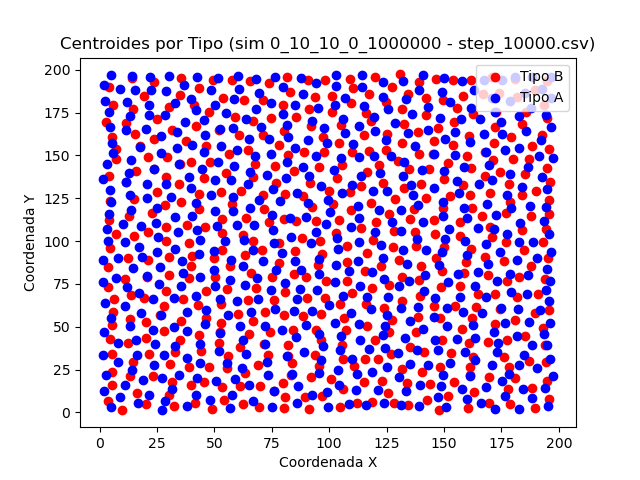 Centroides por Tipo (sim 0_10_10_0_1000000 - step_10000.csv)
Tipo B
Tipo A
200
175
150
125
100
75
50
25
0
Coordenada Y
0 25 50 75 100 125 150 175 200
Coordenada X